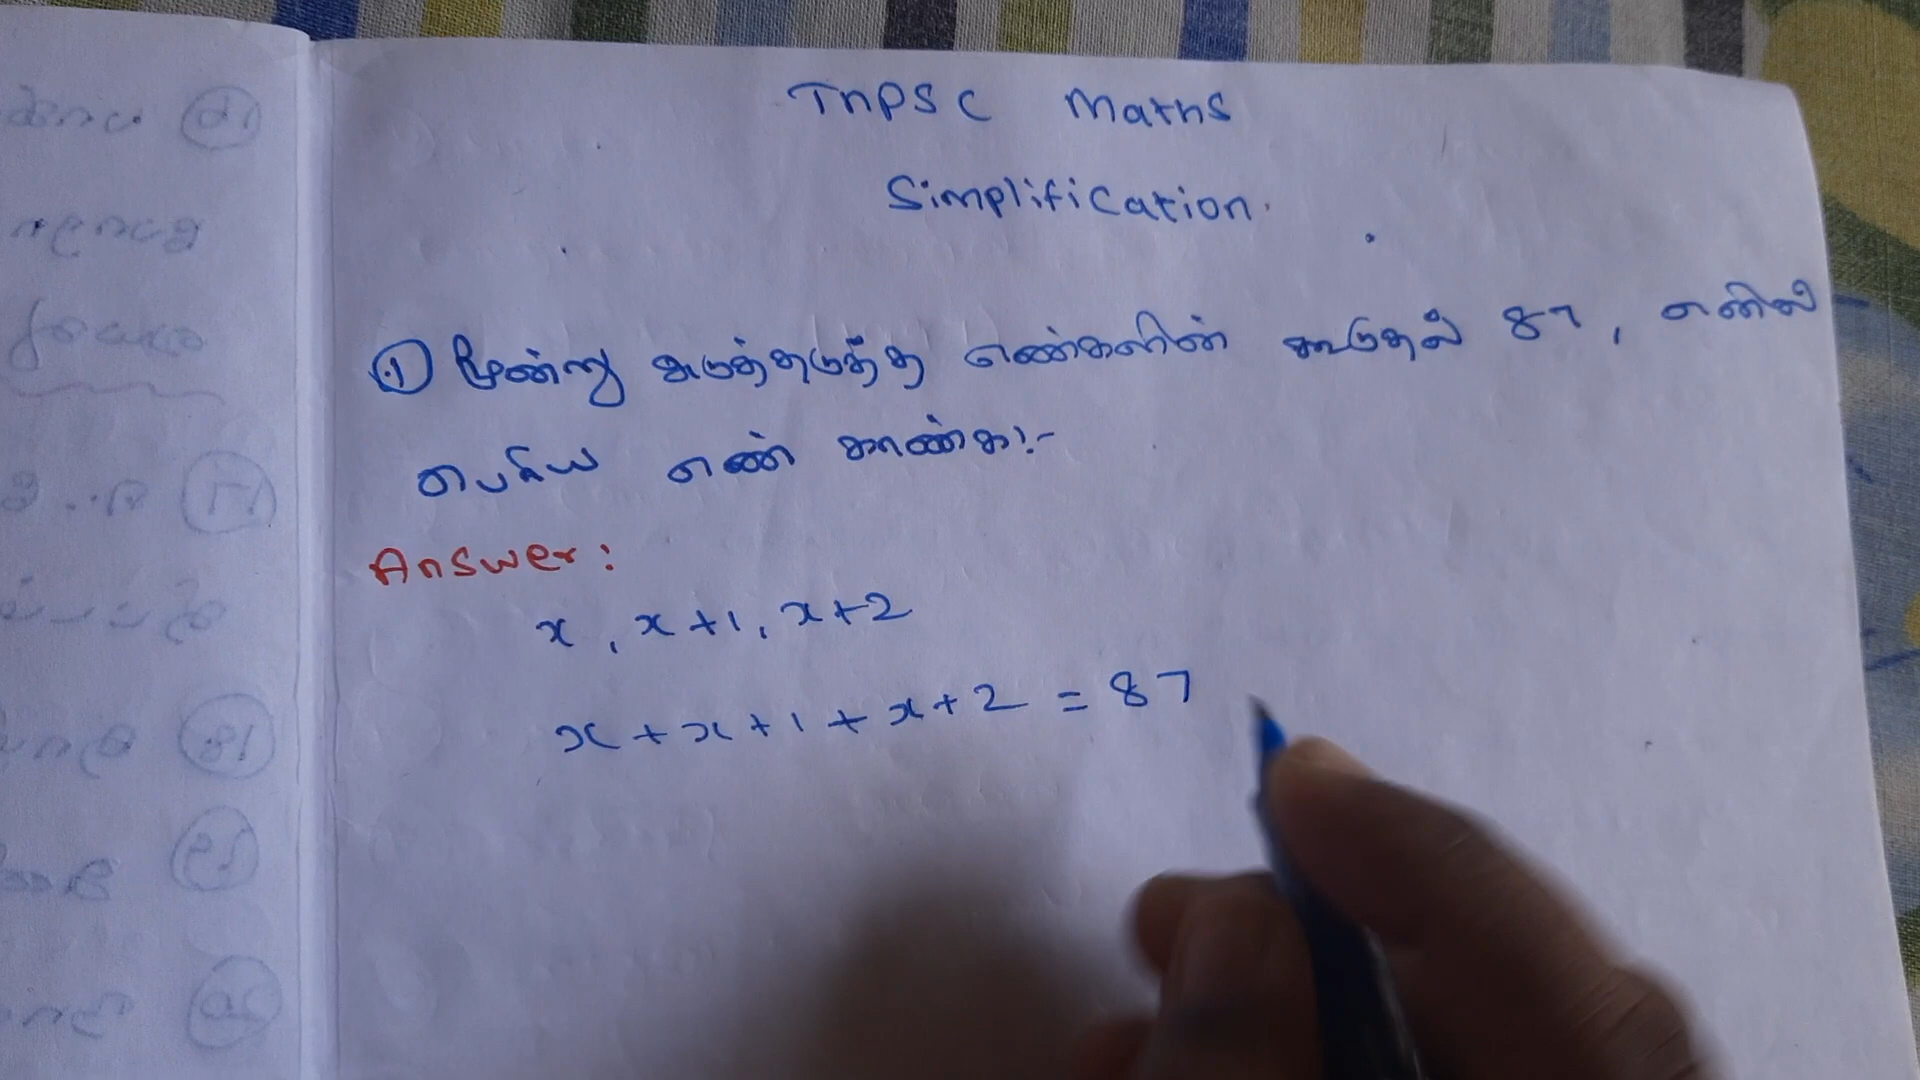 TNPSC Maths
Simplification.
① மூன்று அடுத்தடுத்த எண்களின் கூடுதல் 87, எனில்
பெரிய எண் காண்க:-
Answer:
x, x+1, x+2
x+x+1+x+2 = 87